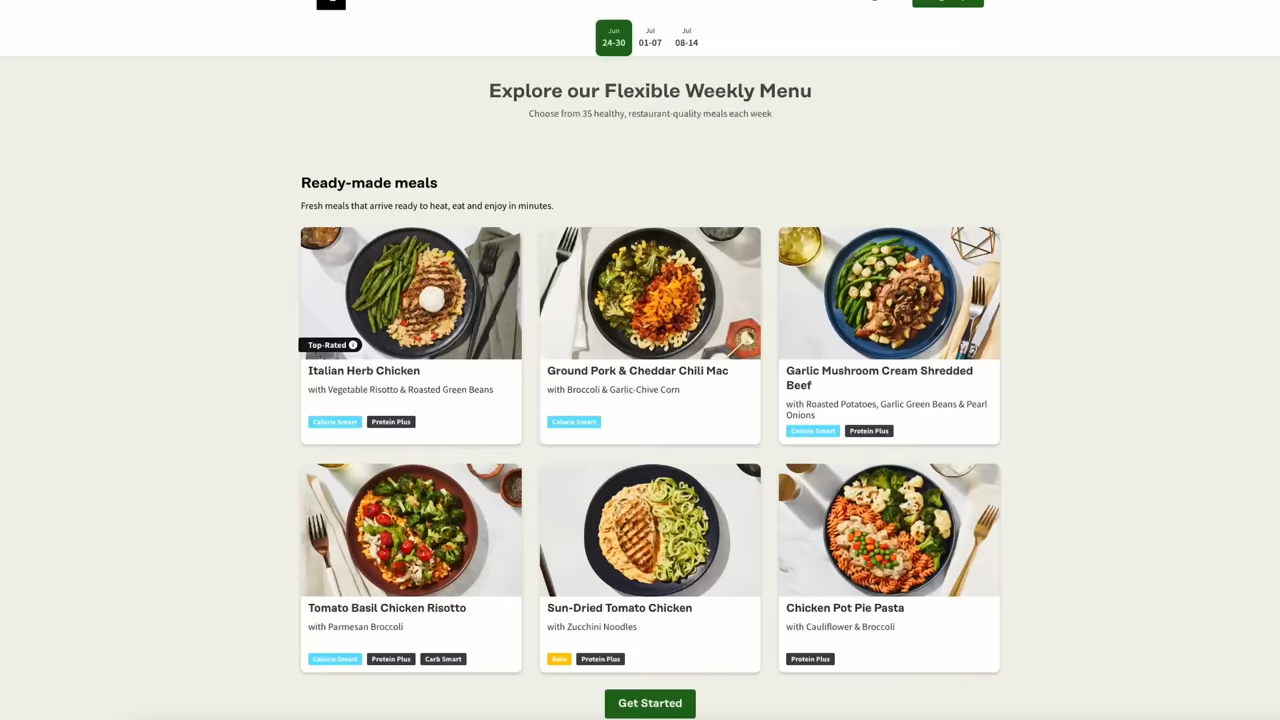 Jun
24-30
Jul
01-07
Jul
08-14
Explore our Flexible Weekly Menu
Choose from 35 healthy, restaurant-quality meals each week
Ready-made meals
Fresh meals that arrive ready to heat, eat and enjoy in minutes.
Top-Rated
Italian Herb Chicken
with Vegetable Risotto & Roasted Green Beans
Calorie Smart
Protein Plus
Ground Pork & Cheddar Chili Mac
with Broccoli & Garlic-Chive Corn
Calorie Smart
Garlic Mushroom Cream Shredded
Beef
with Roasted Potatoes, Garlic Green Beans & Pearl
Onions
Calorie Smart
Protein Plus
Tomato Basil Chicken Risotto
with Parmesan Broccoli
Calorie Smart
Protein Plus
Carb Smart
Sun-Dried Tomato Chicken
with Zucchini Noodles
Keto
Protein Plus
Chicken Pot Pie Pasta
with Cauliflower & Broccoli
Protein Plus
Get Started